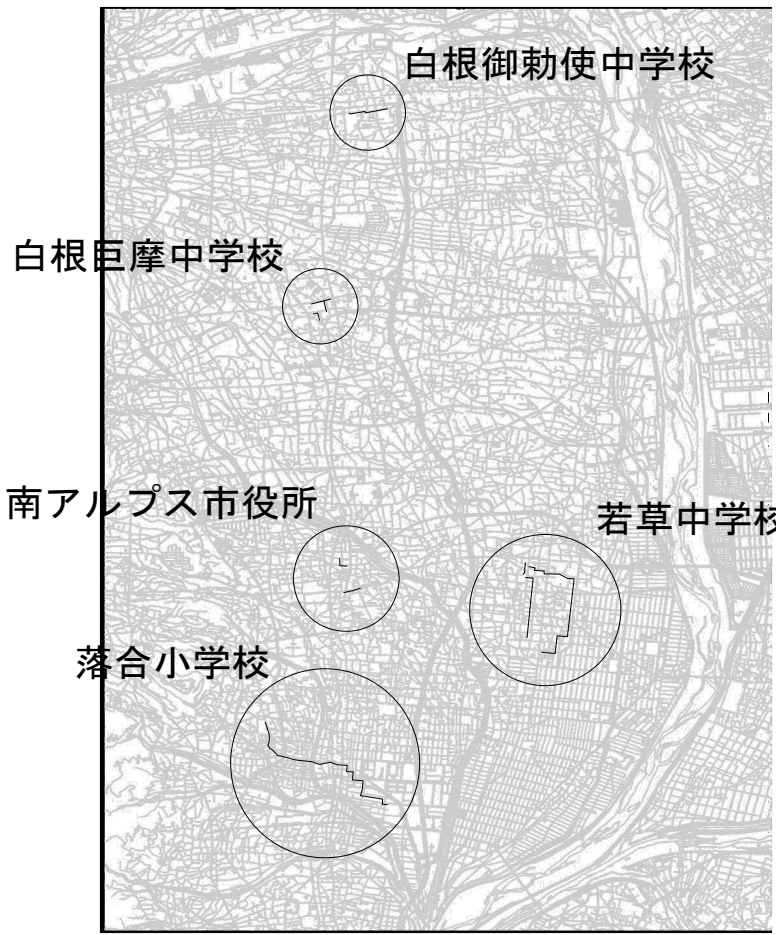 白根御勅使中学校
白根巨摩中学校
南アルプス市役所
若草中学校
落合小学校